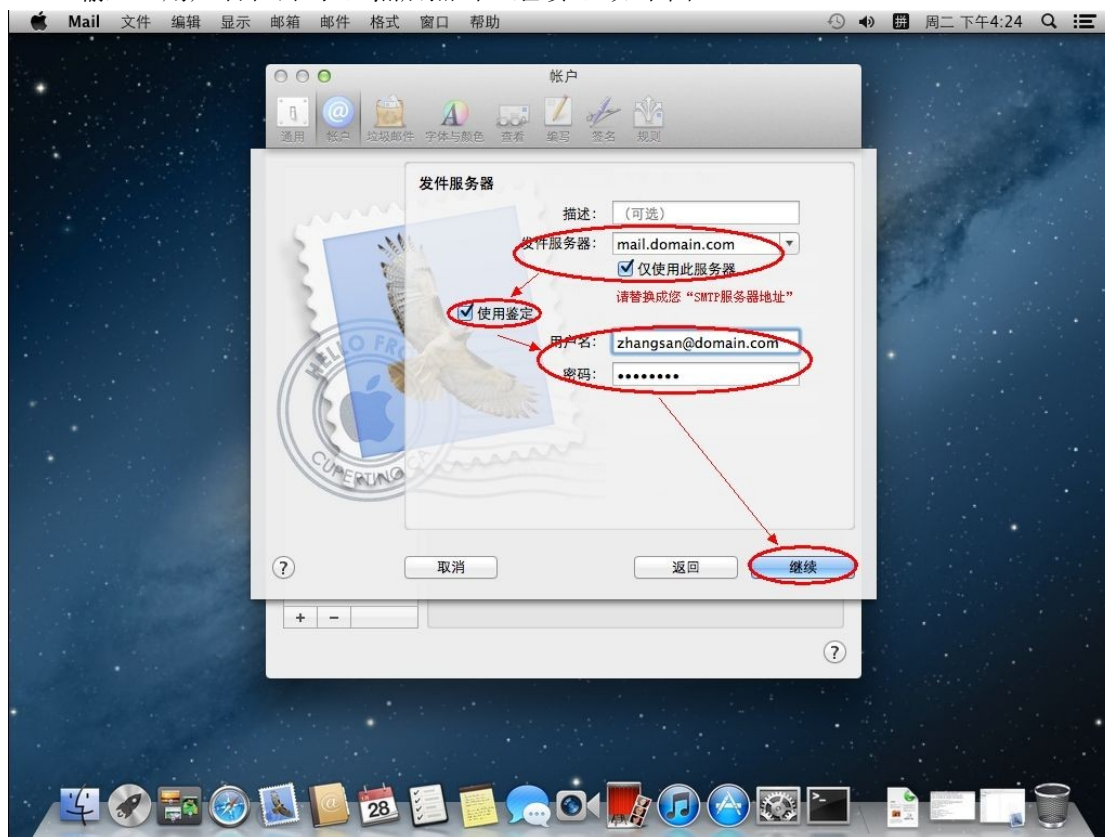 Mail 文件 编辑 显示 邮箱 邮件 格式 窗口 帮助 拼 周二 下午4:24
帐户
通用 帐户 垃圾邮件 字体与颜色 查看 编写 签名 规则
发件服务器
描述: (可选)
发件服务器: mail.domain.com
仅使用此服务器
请替换成您“SMTP服务器地址”
使用鉴定
用户名: zhangsan@domain.com
密码: ••••••••
HELLO FRO
CUPERTINO CA
? 取消 返回 继续
+ −
?
28